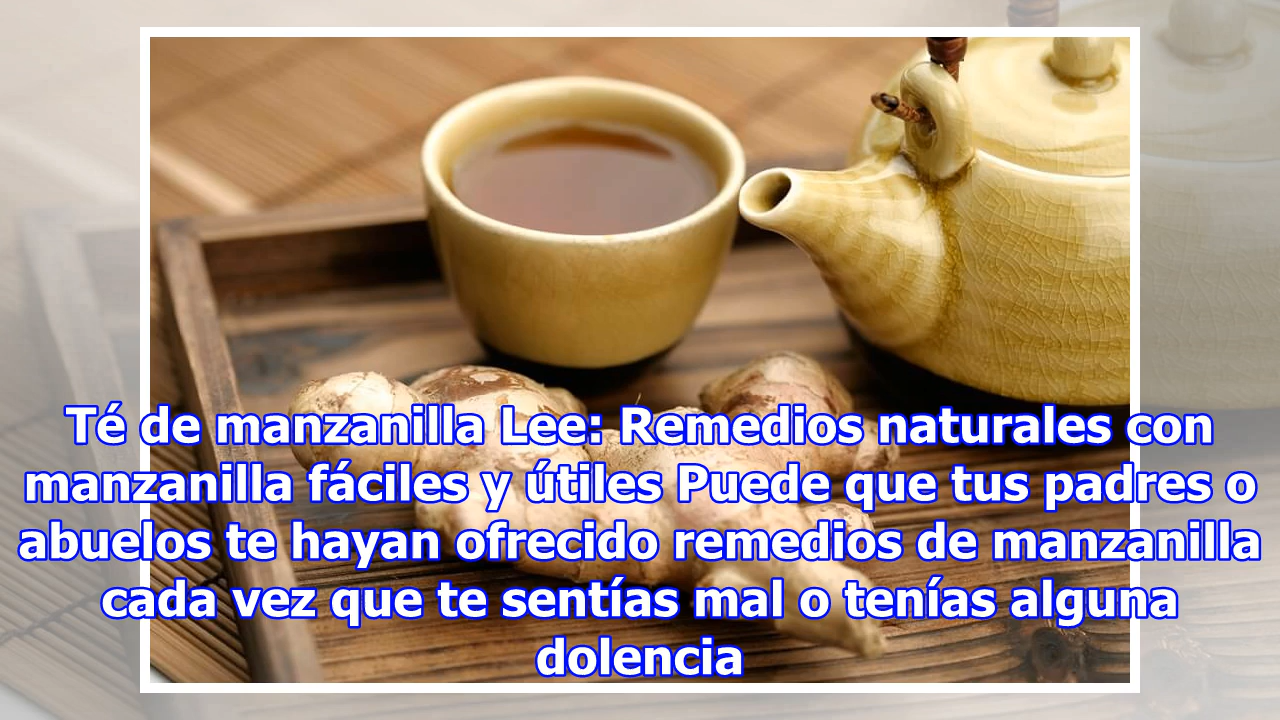 Té de manzanilla Lee: Remedios naturales con
manzanilla fáciles y útiles Puede que tus padres o
abuelos te hayan ofrecido remedios de manzanilla
cada vez que te sentías mal o tenías alguna
dolencia